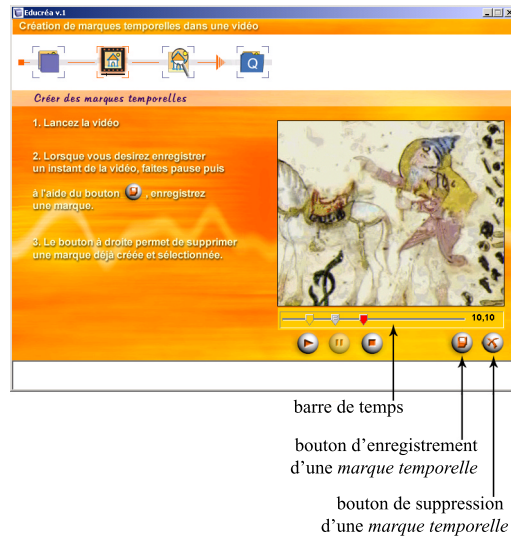 Educréa v.1
Création de marques temporelles dans une vidéo
Q
Créer des marques temporelles
1. Lancez la vidéo
2. Lorsque vous desirez enregistrer
un instant de la vidéo, faites pause puis
à l'aide du bouton , enregistrez
une marque.
3. Le bouton à droite permet de supprimer
une marque déjà créée et sélectionnée.
10,10
barre de temps
bouton d'enregistrement
d'une marque temporelle
bouton de suppression
d'une marque temporelle